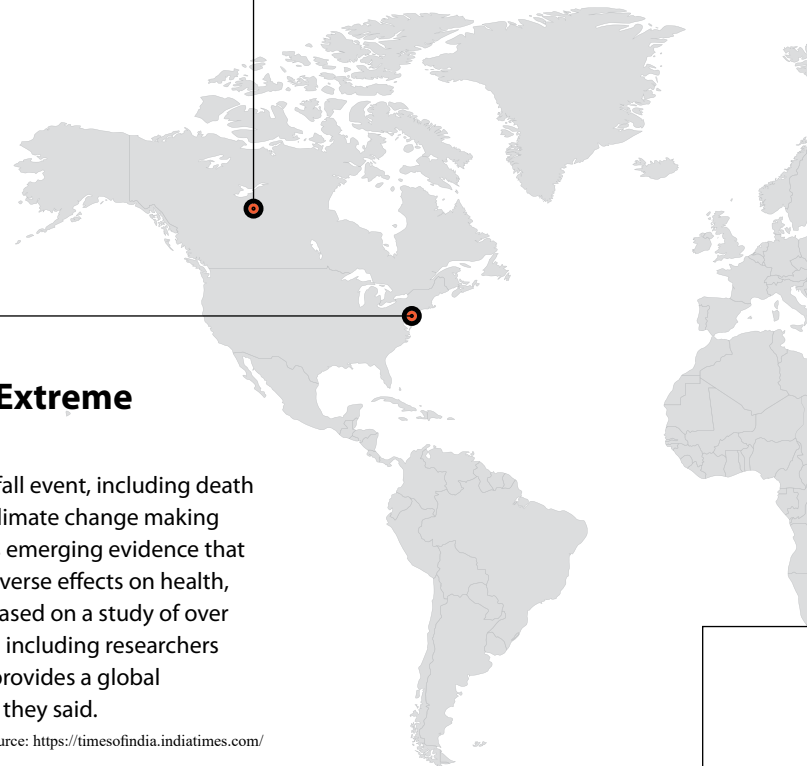 Extreme
fall event, including death
limate change making
emerging evidence that
verse effects on health,
ased on a study of over
including researchers
provides a global
they said.
urce: https://timesofindia.indiatimes.com/